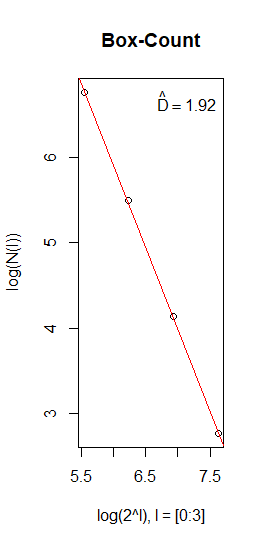 Box-Count
D̂ = 1.92
log(N(l))
6
5
4
3
5.5 6.5 7.5
log(2^l), l = [0:3]